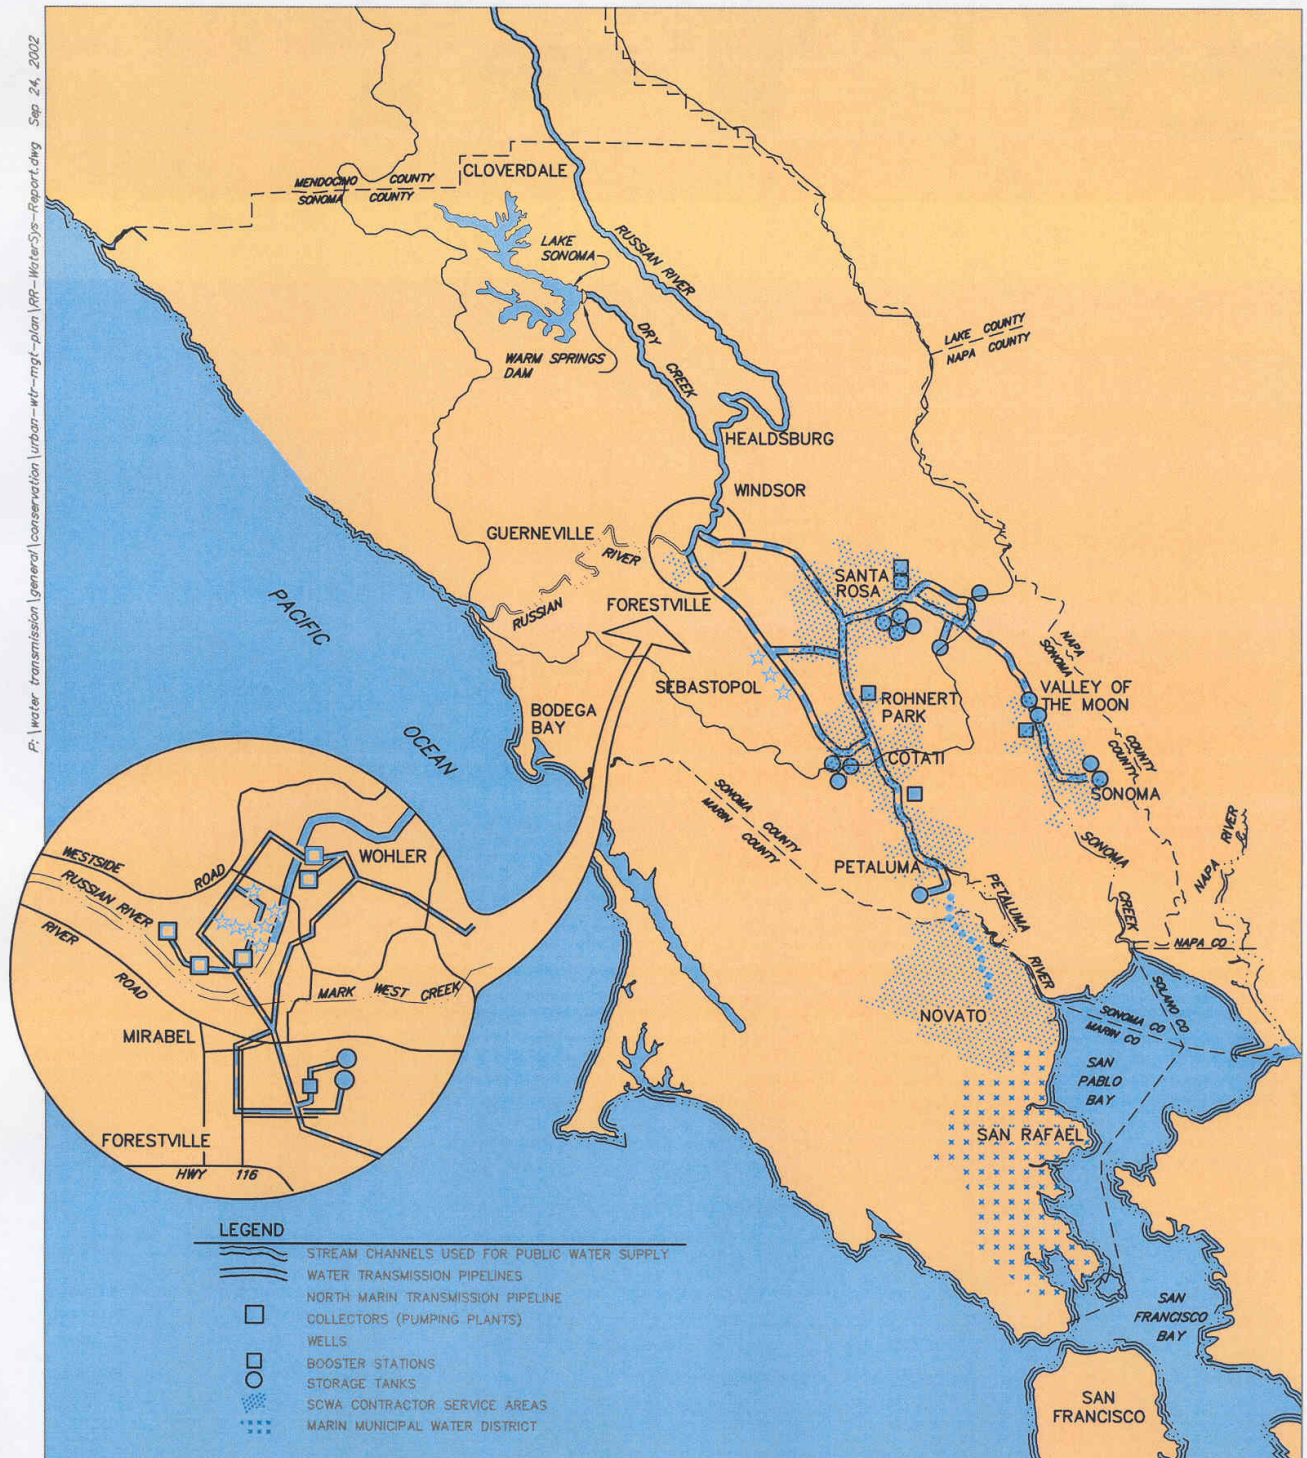 P:\water transmission\general\conservation\urban-wtr-mgt-plan\RR-WaterSys-Report.dwg Sep 24, 2002
MENDOCINO COUNTY
SONOMA COUNTY
CLOVERDALE
LAKE
SONOMA
RUSSIAN RIVER
DRY CREEK
WARM SPRINGS
DAM
LAKE COUNTY
NAPA COUNTY
HEALDSBURG
WINDSOR
GUERNEVILLE
RUSSIAN RIVER
FORESTVILLE
SANTA
ROSA
NAPA COUNTY
SONOMA COUNTY
PACIFIC OCEAN
SEBASTOPOL
ROHNERT
PARK
VALLEY OF
THE MOON
BODEGA
BAY
COTATI
SONOMA
SONOMA COUNTY
MARIN COUNTY
SONOMA CREEK
NAPA RIVER
PETALUMA
PETALUMA RIVER
NAPA CO
SOLANO CO
NOVATO
SONOMA CO
MARIN CO
SAN
PABLO
BAY
SAN RAFAEL
SAN
FRANCISCO
BAY
SAN
FRANCISCO
WOHLER
WESTSIDE ROAD
RUSSIAN RIVER
RIVER ROAD
MARK WEST CREEK
MIRABEL
FORESTVILLE
HWY 116
LEGEND
STREAM CHANNELS USED FOR PUBLIC WATER SUPPLY
WATER TRANSMISSION PIPELINES
NORTH MARIN TRANSMISSION PIPELINE
COLLECTORS (PUMPING PLANTS)
WELLS
BOOSTER STATIONS
STORAGE TANKS
SCWA CONTRACTOR SERVICE AREAS
MARIN MUNICIPAL WATER DISTRICT